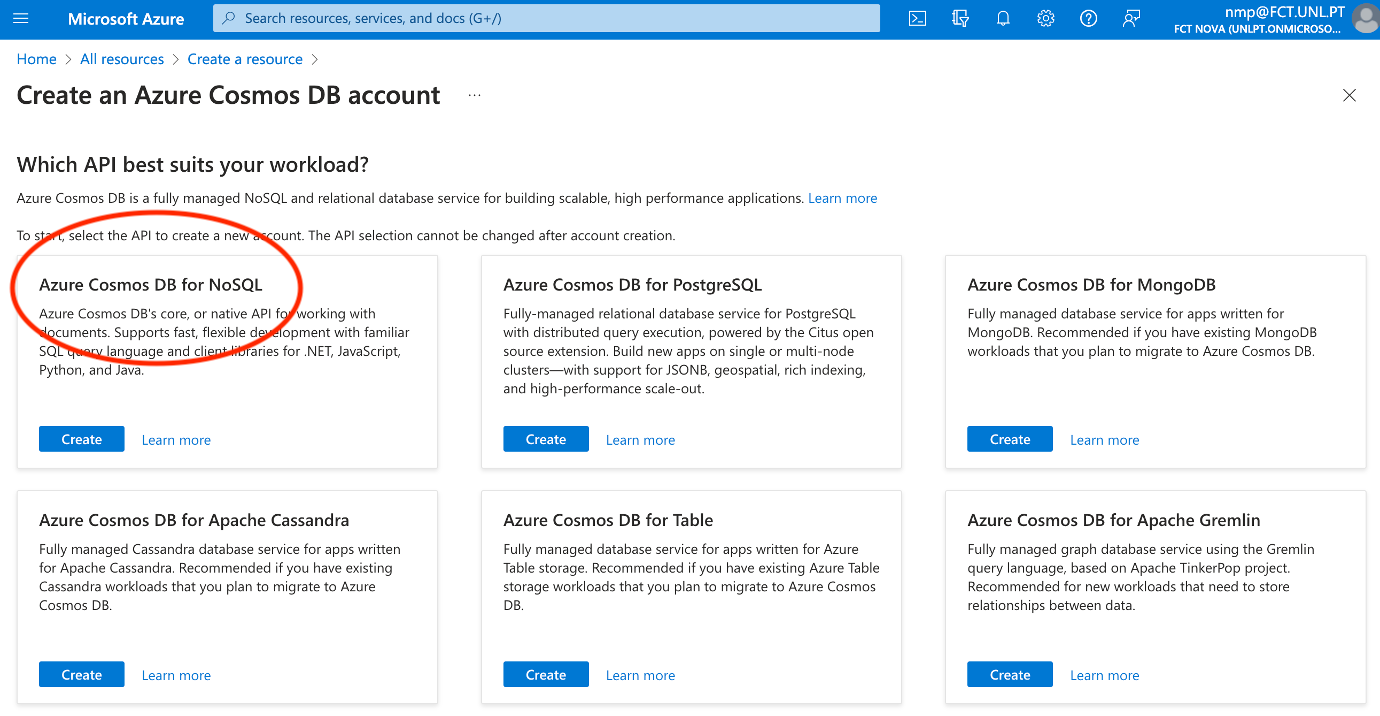 Microsoft Azure
Search resources, services, and docs (G+/)
nmp@FCT.UNL.PT
FCT NOVA (UNLPT.ONMICROSO...
Home > All resources > Create a resource >
Create an Azure Cosmos DB account ...
Which API best suits your workload?
Azure Cosmos DB is a fully managed NoSQL and relational database service for building scalable, high performance applications. Learn more
To start, select the API to create a new account. The API selection cannot be changed after account creation.
Azure Cosmos DB for NoSQL
Azure Cosmos DB's core, or native API for working with
documents. Supports fast, flexible development with familiar
SQL query language and client libraries for .NET, JavaScript,
Python, and Java.
Create Learn more
Azure Cosmos DB for PostgreSQL
Fully-managed relational database service for PostgreSQL
with distributed query execution, powered by the Citus open
source extension. Build new apps on single or multi-node
clusters—with support for JSONB, geospatial, rich indexing,
and high-performance scale-out.
Create Learn more
Azure Cosmos DB for MongoDB
Fully managed database service for apps written for
MongoDB. Recommended if you have existing MongoDB
workloads that you plan to migrate to Azure Cosmos DB.
Create Learn more
Azure Cosmos DB for Apache Cassandra
Fully managed Cassandra database service for apps written
for Apache Cassandra. Recommended if you have existing
Cassandra workloads that you plan to migrate to Azure
Cosmos DB.
Create Learn more
Azure Cosmos DB for Table
Fully managed database service for apps written for Azure
Table storage. Recommended if you have existing Azure Table
storage workloads that you plan to migrate to Azure Cosmos
DB.
Create Learn more
Azure Cosmos DB for Apache Gremlin
Fully managed graph database service using the Gremlin
query language, based on Apache TinkerPop project.
Recommended for new workloads that need to store
relationships between data.
Create Learn more